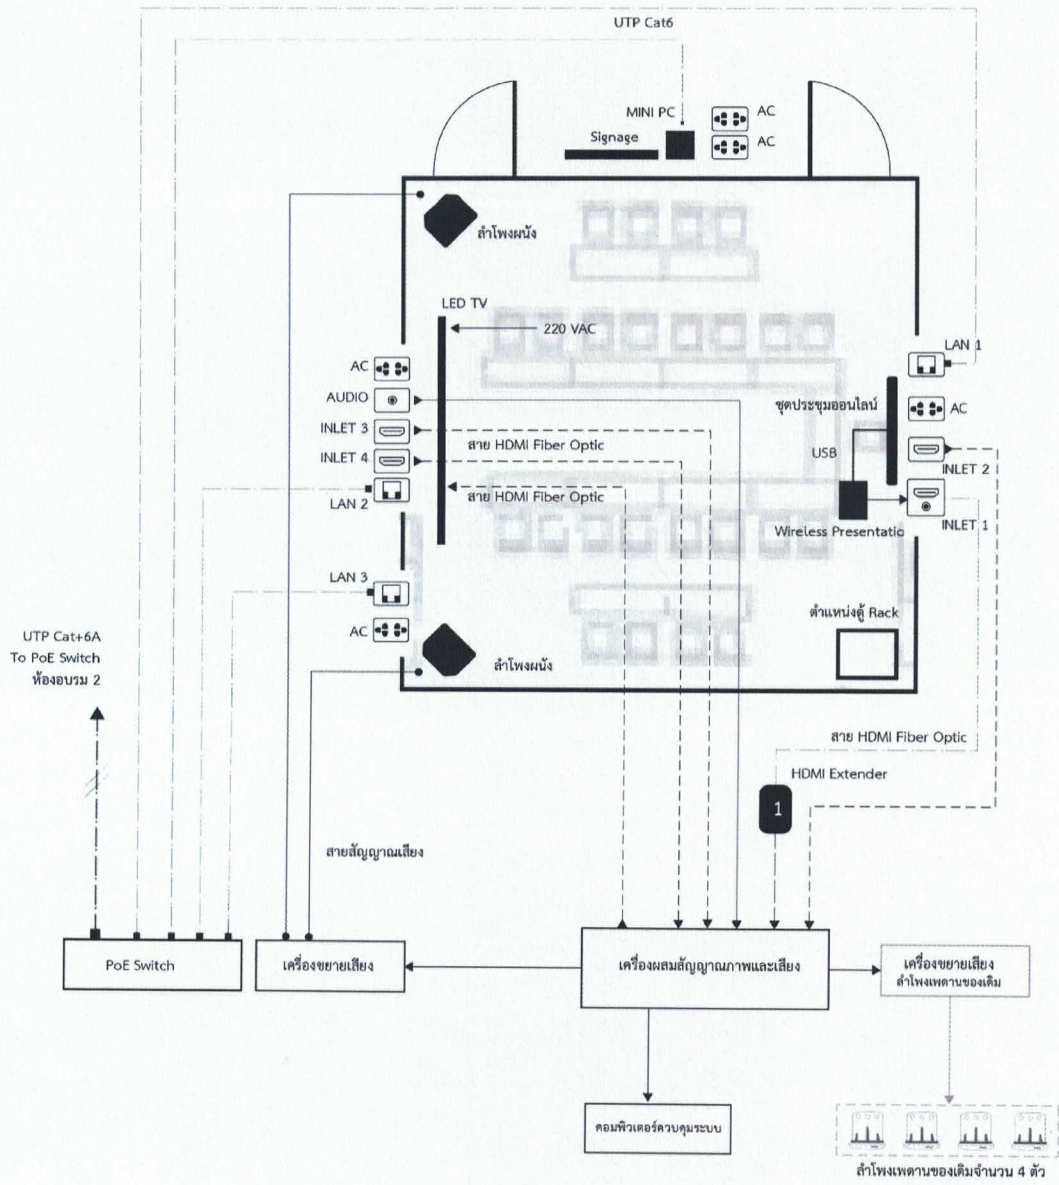 UTP Cat6
MINI PC
AC
AC
Signage
ลำโพงผนัง
LED TV
220 VAC
LAN 1
AC
AUDIO
INLET 3
INLET 4
LAN 2
สาย HDMI Fiber Optic
สาย HDMI Fiber Optic
ชุดประชุมออนไลน์
AC
USB
INLET 2
INLET 1
Wireless Presentatio
LAN 3
AC
ตำแหน่งตู้ Rack
ลำโพงผนัง
UTP Cat+6A
To PoE Switch
ห้องอบรม 2
สาย HDMI Fiber Optic
HDMI Extender
1
สายสัญญาณเสียง
PoE Switch
เครื่องขยายเสียง
เครื่องผสมสัญญาณภาพและเสียง
เครื่องขยายเสียง
ลำโพงเพดานของเดิม
คอมพิวเตอร์ควบคุมระบบ
ลำโพงเพดานของเดิมจำนวน 4 ตัว